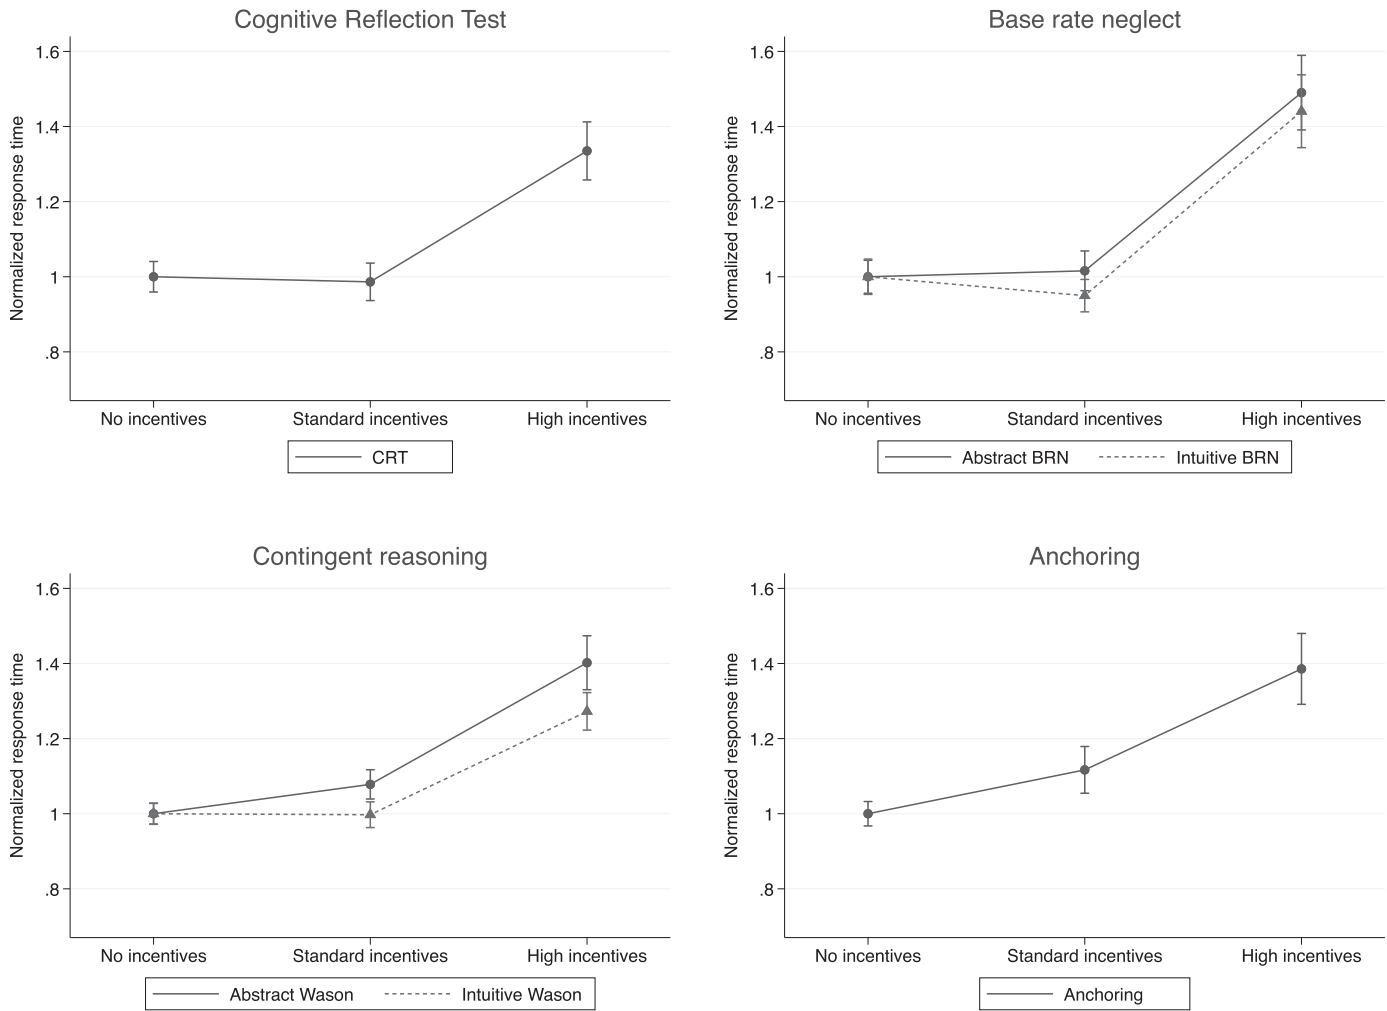 Cognitive Reflection Test
Normalized response time
1.6
1.4
1.2
1
.8
No incentives Standard incentives High incentives
CRT
Base rate neglect
Normalized response time
1.6
1.4
1.2
1
.8
No incentives Standard incentives High incentives
Abstract BRN Intuitive BRN
Contingent reasoning
Normalized response time
1.6
1.4
1.2
1
.8
No incentives Standard incentives High incentives
Abstract Wason Intuitive Wason
Anchoring
Normalized response time
1.6
1.4
1.2
1
.8
No incentives Standard incentives High incentives
Anchoring